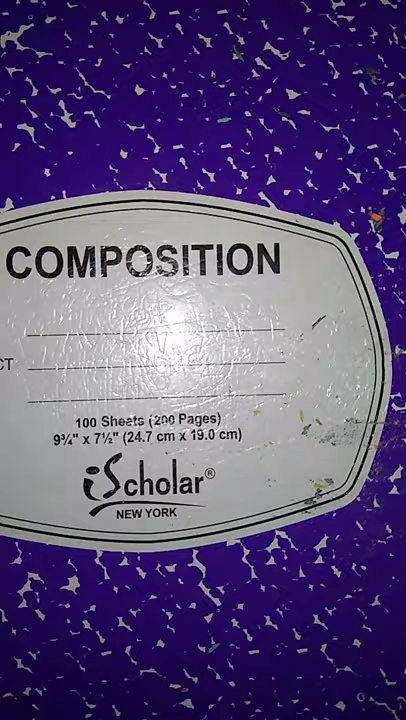 COMPOSITION
CT
100 Sheets (200 Pages)
9¾" x 7½" (24.7 cm x 19.0 cm)
iScholar®
NEW YORK